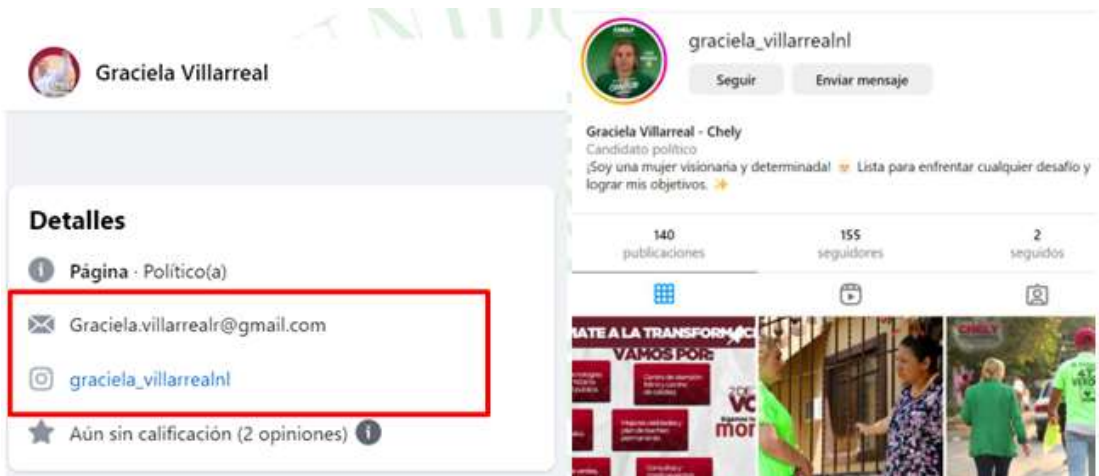 Graciela Villarreal
Detalles
Página · Político(a)
Graciela.villarrealr@gmail.com
graciela_villarrealnl
Aún sin calificación (2 opiniones)
graciela_villarrealnl
Seguir
Enviar mensaje
Graciela Villarreal - Chely
Candidato político
¡Soy una mujer visionaria y determinada! Lista para enfrentar cualquier desafío y
lograr mis objetivos.
140
publicaciones
155
seguidores
2
seguidos
CHELY
VAMOS POR:
CHELY